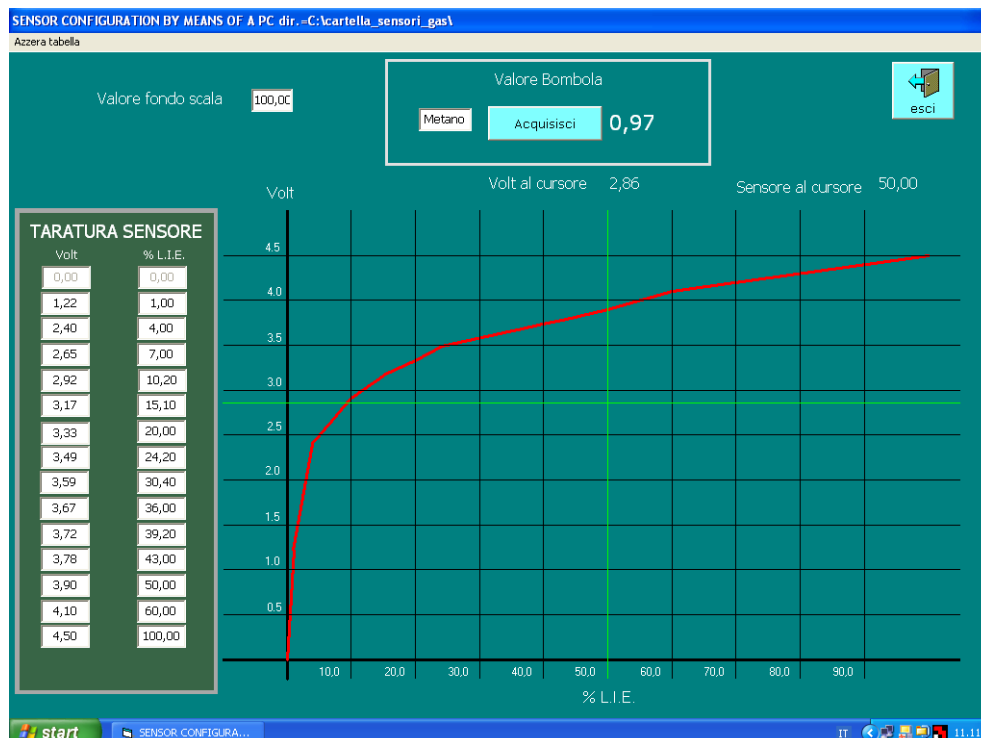 SENSOR CONFIGURATION BY MEANS OF A PC dir.=C:\cartella_sensori_gas\
Azzera tabella
Valore fondo scala 100,0C
Valore Bombola
Metano Acquisisci 0,97
esci
Volt al cursore 2,86
Sensore al cursore 50,00
TARATURA SENSORE
Volt % L.I.E.
0,00 0,00
1,22 1,00
2,40 4,00
2,65 7,00
2,92 10,20
3,17 15,10
3,33 20,00
3,49 24,20
3,59 30,40
3,67 36,00
3,72 39,20
3,78 43,00
3,90 50,00
4,10 60,00
4,50 100,00
Volt
4.5
4.0
3.5
3.0
2.5
2.0
1.5
1.0
0.5
10,0 20,0 30,0 40,0 50,0 60,0 70,0 80,0 90,0
% L.I.E.
start SENSOR CONFIGURA... IT 11.11